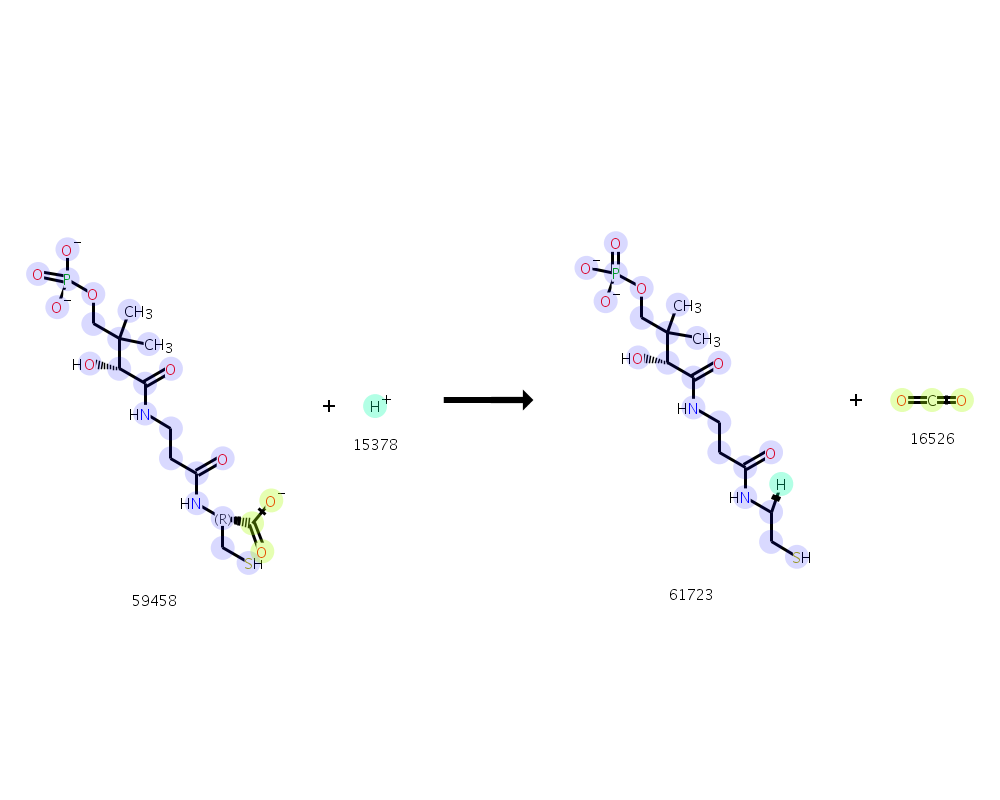 O−
O
P
O
O−
CH3
CH3
HO
O
HN
O
HN
(R)
O−
O
SH
59458
+
H+
15378
O
O−
P
O
O−
CH3
CH3
HO
O
HN
O
H
HN
SH
61723
+
O
C
O
16526